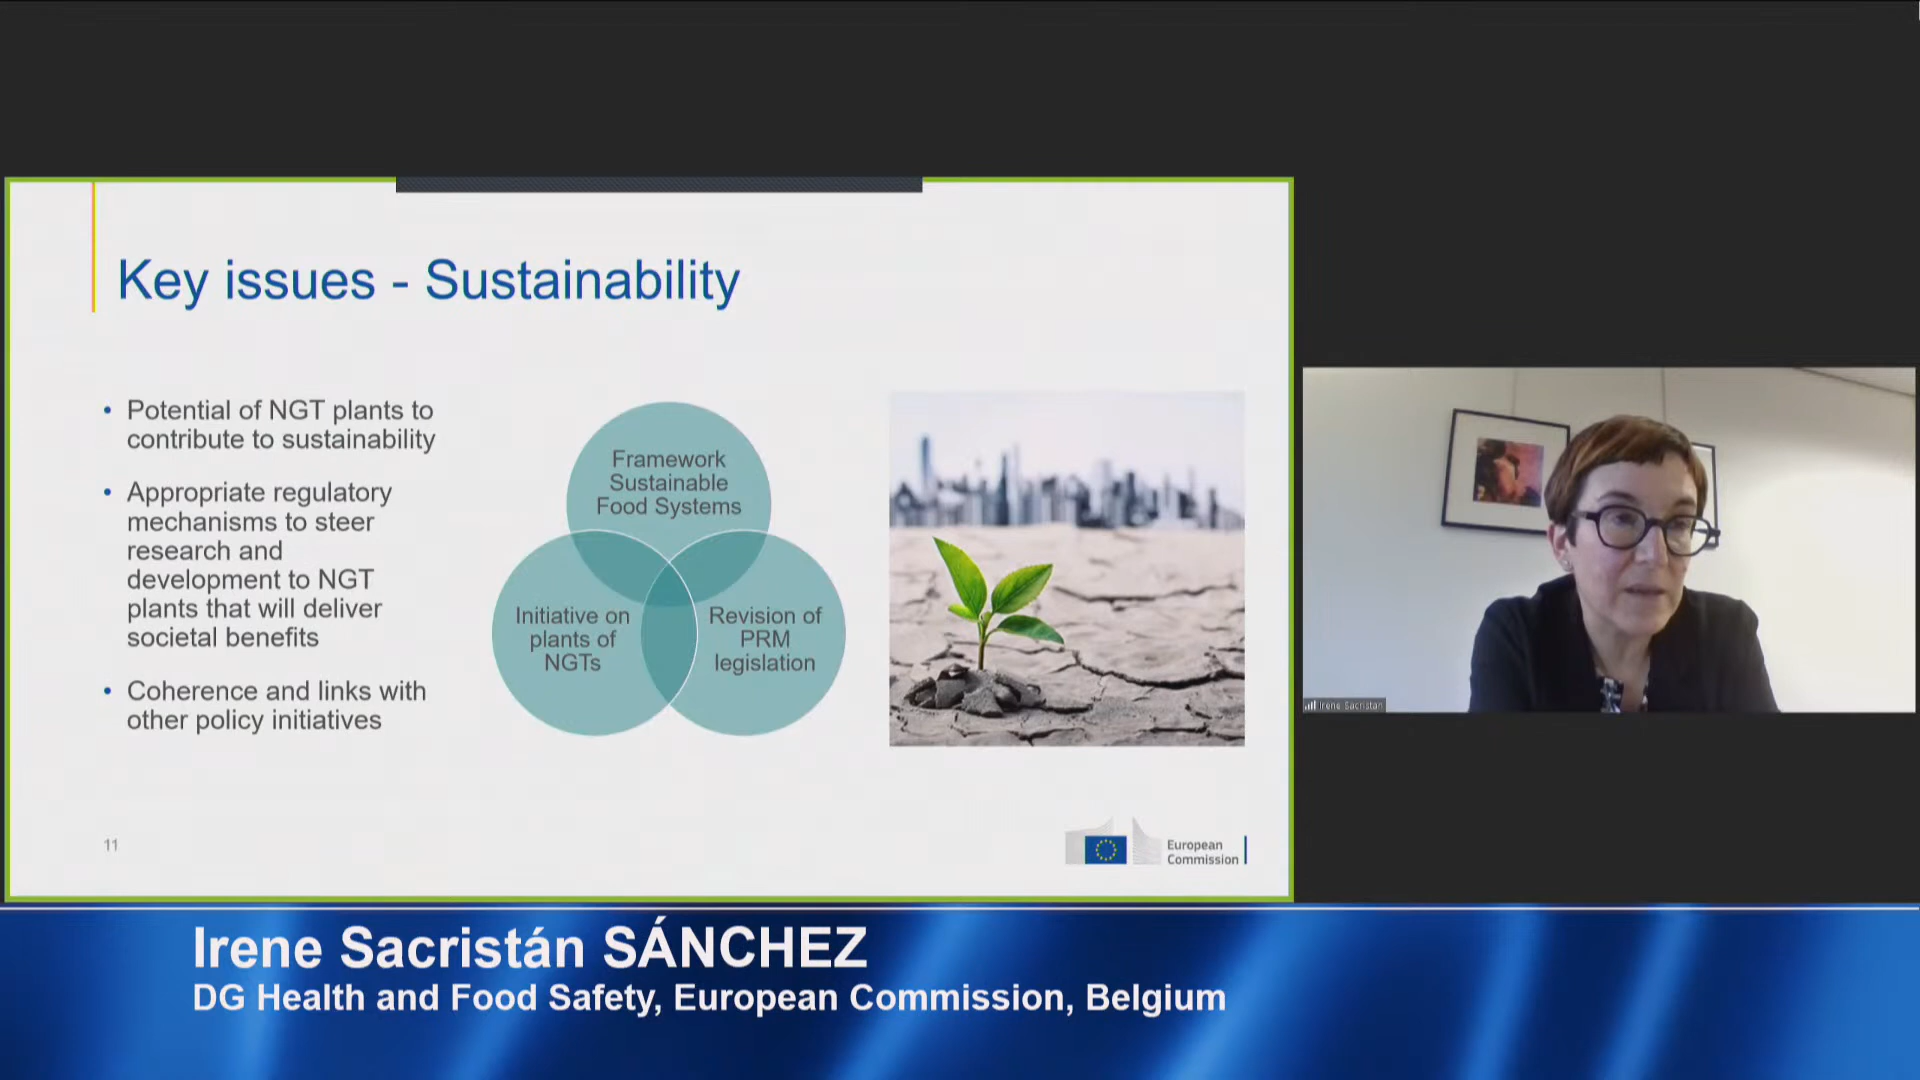 Key issues - Sustainability
• Potential of NGT plants to
contribute to sustainability
• Appropriate regulatory
mechanisms to steer
research and
development to NGT
plants that will deliver
societal benefits
• Coherence and links with
other policy initiatives
Framework
Sustainable
Food Systems
Initiative on
plants of
NGTs
Revision of
PRM
legislation
11
European
Commission
Irene Sacristan
Irene Sacristán SÁNCHEZ
DG Health and Food Safety, European Commission, Belgium